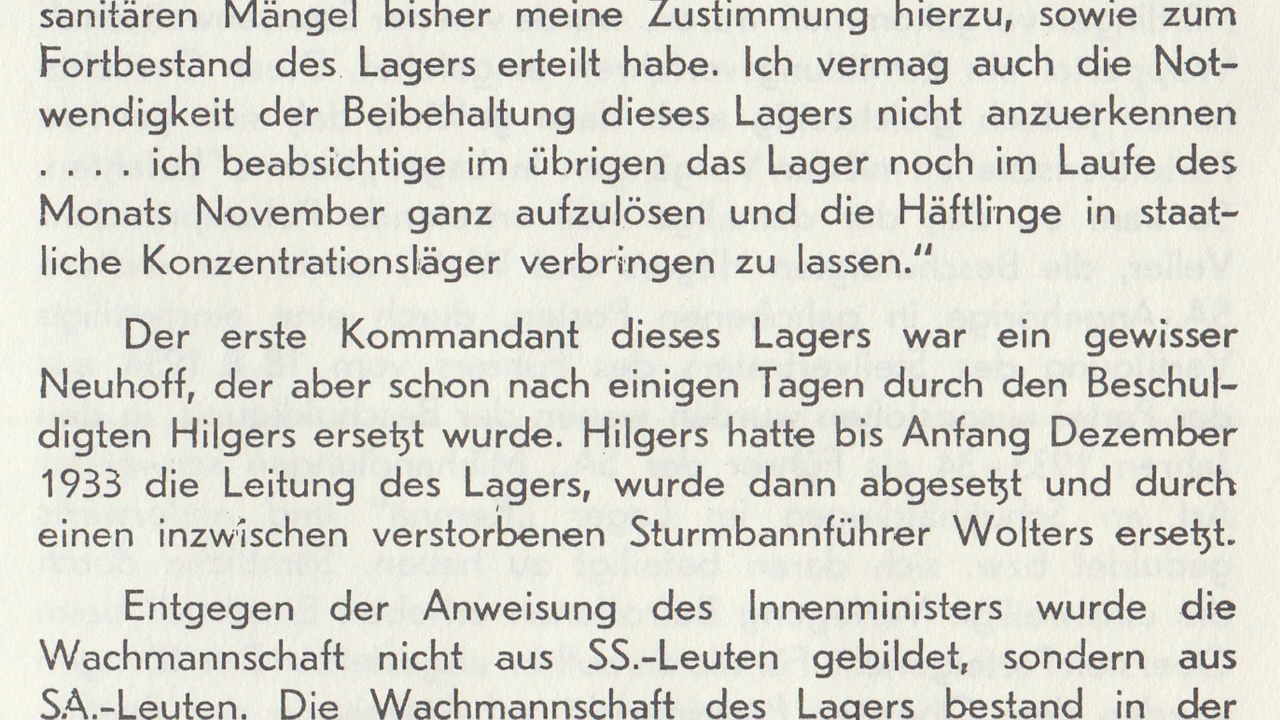 sanitären Mängel bisher meine Zustimmung hierzu, sowie zum
Fortbestand des Lagers erteilt habe. Ich vermag auch die Not-
wendigkeit der Beibehaltung dieses Lagers nicht anzuerkennen
. . . . ich beabsichtige im übrigen das Lager noch im Laufe des
Monats November ganz aufzulösen und die Häftlinge in staat-
liche Konzentrationsläger verbringen zu lassen.“
Der erste Kommandant dieses Lagers war ein gewisser
Neuhoff, der aber schon nach einigen Tagen durch den Beschul-
digten Hilgers ersetzt wurde. Hilgers hatte bis Anfang Dezember
1933 die Leitung des Lagers, wurde dann abgesetzt und durch
einen inzwischen verstorbenen Sturmbannführer Wolters ersetzt.
Entgegen der Anweisung des Innenministers wurde die
Wachmannschaft nicht aus SS.-Leuten gebildet, sondern aus
SA.-Leuten. Die Wachmannschaft des Lagers bestand in der